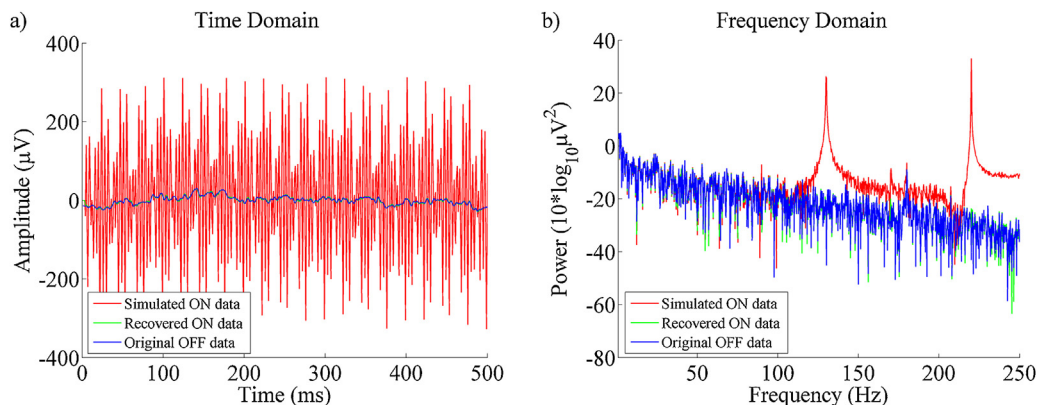 a)
Time Domain
Amplitude (µV)
400
200
0
-200
-400
Simulated ON data
Recovered ON data
Original OFF data
0
100
200
300
400
500
Time (ms)
b)
Frequency Domain
Power (10*log10µV2)
40
20
0
-20
-40
-60
-80
Simulated ON data
Recovered ON data
Original OFF data
50
100
150
200
250
Frequency (Hz)